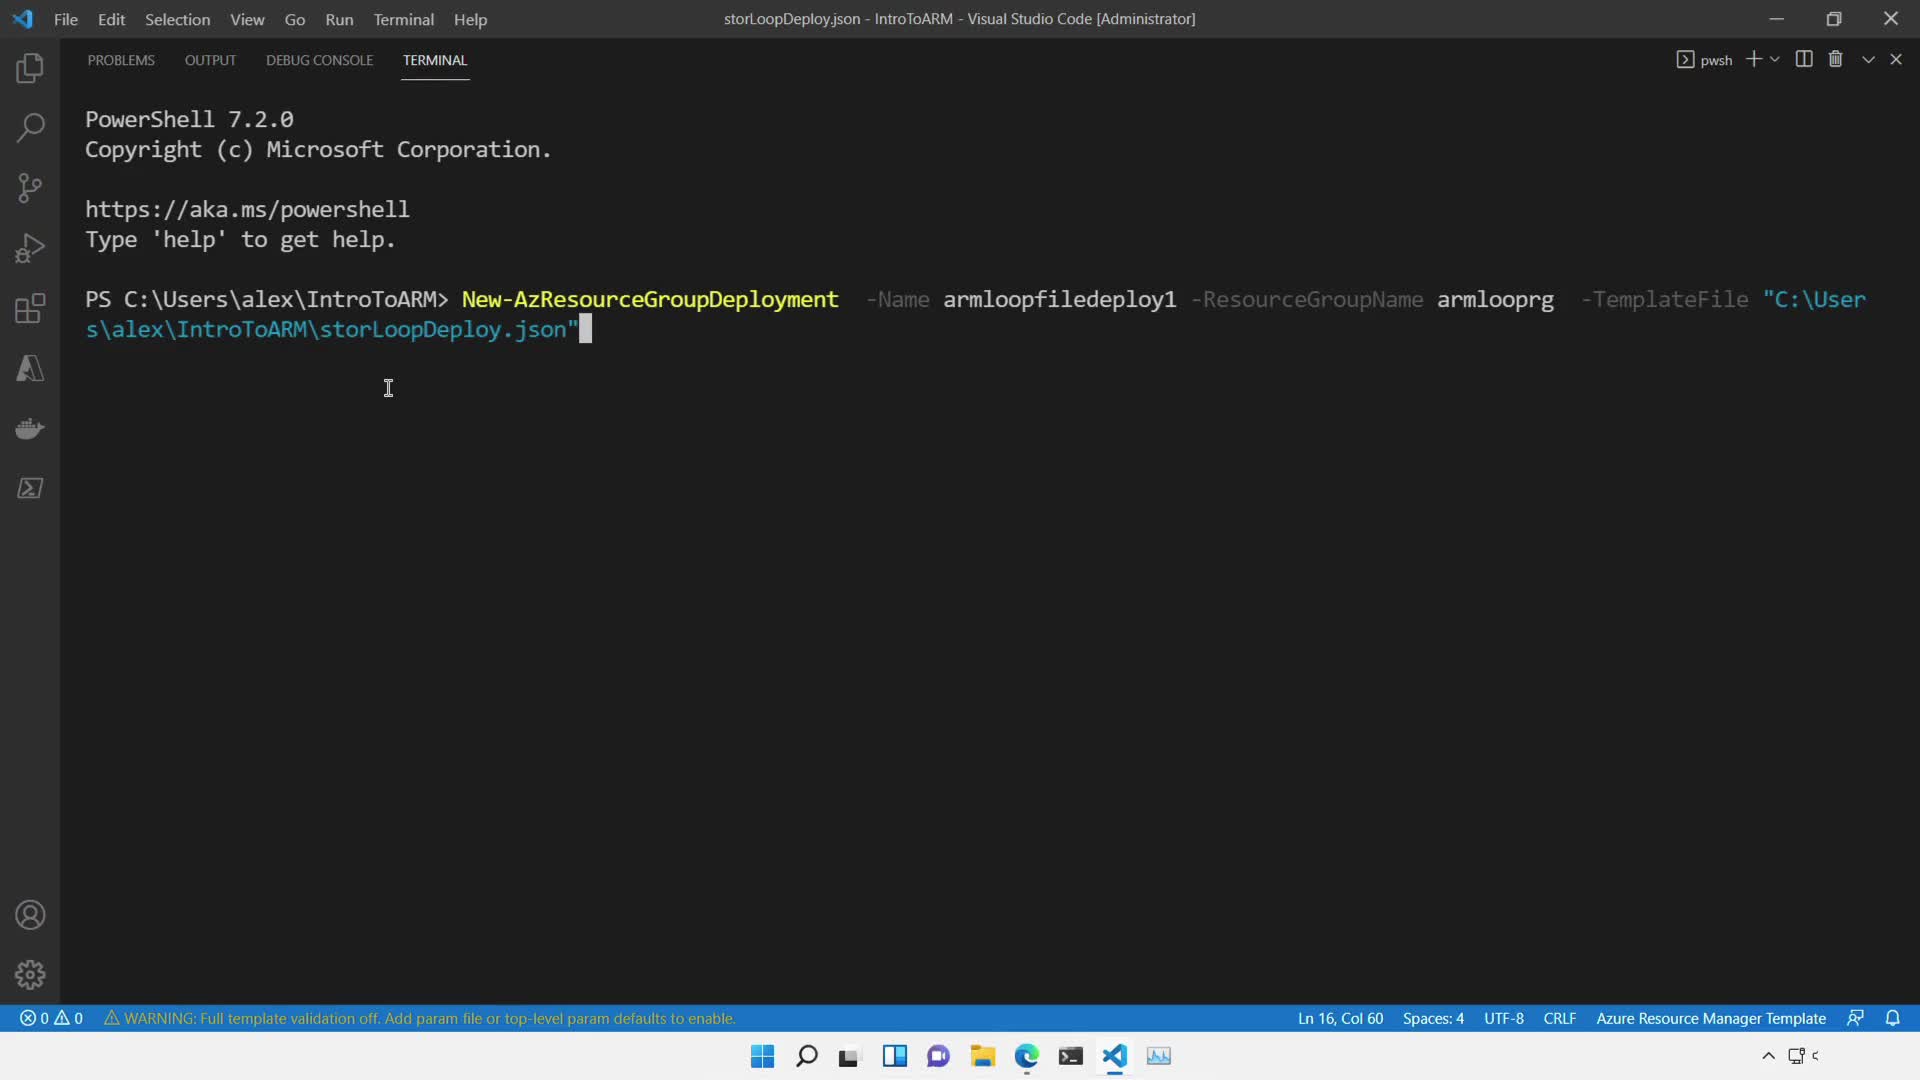 File Edit Selection View Go Run Terminal Help
storLoopDeploy.json - IntroToARM - Visual Studio Code [Administrator]
PROBLEMS OUTPUT DEBUG CONSOLE TERMINAL
pwsh
PowerShell 7.2.0
Copyright (c) Microsoft Corporation.
https://aka.ms/powershell
Type 'help' to get help.
PS C:\Users\alex\IntroToARM> New-AzResourceGroupDeployment  -Name armloopfiledeploy1 -ResourceGroupName armlooprg  -TemplateFile "C:\User
s\alex\IntroToARM\storLoopDeploy.json"
0 0 WARNING: Full template validation off. Add param file or top-level param defaults to enable.
Ln 16, Col 60 Spaces: 4 UTF-8 CRLF Azure Resource Manager Template